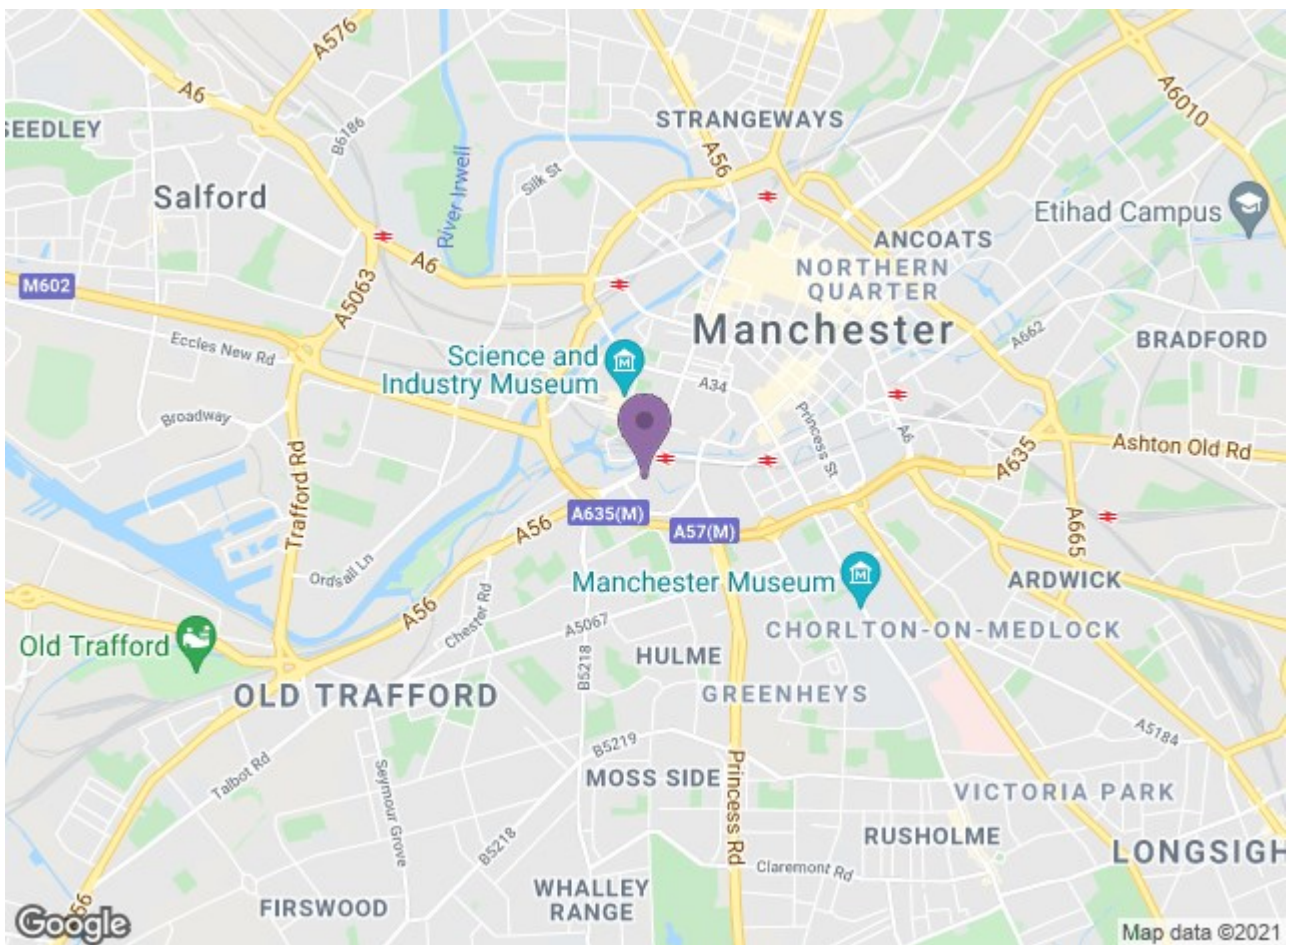 A576
A6
SEEDLEY
B6186
STRANGEWAYS
A56
A6010
River Irwell
Silk St
Salford
Etihad Campus
ANCOATS
A6
NORTHERN
QUARTER
M602
A5063
Manchester
A662
BRADFORD
Eccles New Rd
Science and
Industry Museum
A34
Broadway
Princess St
A6
Ashton Old Rd
A635
Trafford Rd
A635(M)
A56
A57(M)
A665
Ordsall Ln
Manchester Museum
ARDWICK
A56
Chester Rd
A5067
CHORLTON-ON-MEDLOCK
Old Trafford
HULME
B5218
OLD TRAFFORD
GREENHEYS
A5184
B5219
Talbot Rd
MOSS SIDE
Princess Rd
VICTORIA PARK
Seymour Grove
RUSHOLME
B5218
LONGSIGH
Claremont Rd
WHALLEY
RANGE
FIRSWOOD
56
Google
Map data ©2021